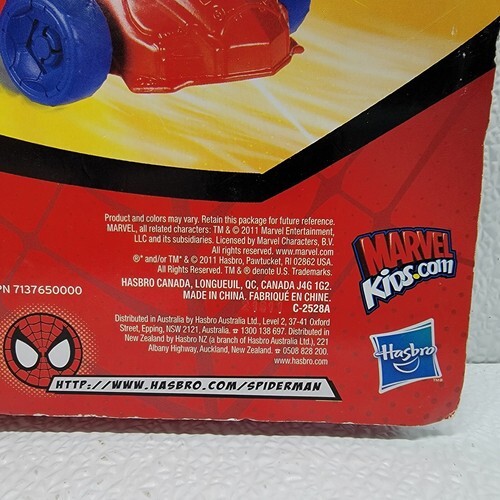 Product and colors may vary. Retain this package for future reference.
MARVEL, all related characters: TM & © 2011 Marvel Entertainment,
LLC and its subsidiaries. Licensed by Marvel Characters, B.V.
All rights reserved. www.marvel.com
®* and/or TM* & © 2011 Hasbro, Pawtucket, RI 02862 USA.
All Rights Reserved. TM & ® denote U.S. Trademarks.
HASBRO CANADA, LONGUEUIL, QC, CANADA J4G 1G2.
MADE IN CHINA. FABRIQUÉ EN CHINE.
C-2528A
PN 7137650000
Distributed in Australia by Hasbro Australia Ltd., Level 2, 37-41 Oxford
Street, Epping, NSW 2121, Australia. ☎ 1300 138 697. Distributed in
New Zealand by Hasbro NZ (a branch of Hasbro Australia Ltd.), 221
Albany Highway, Auckland, New Zealand. ☎ 0508 828 200.
www.hasbro.com
HTTP://WWW.HASBRO.COM/SPIDERMAN
MARVEL
KIDS.COM
Hasbro